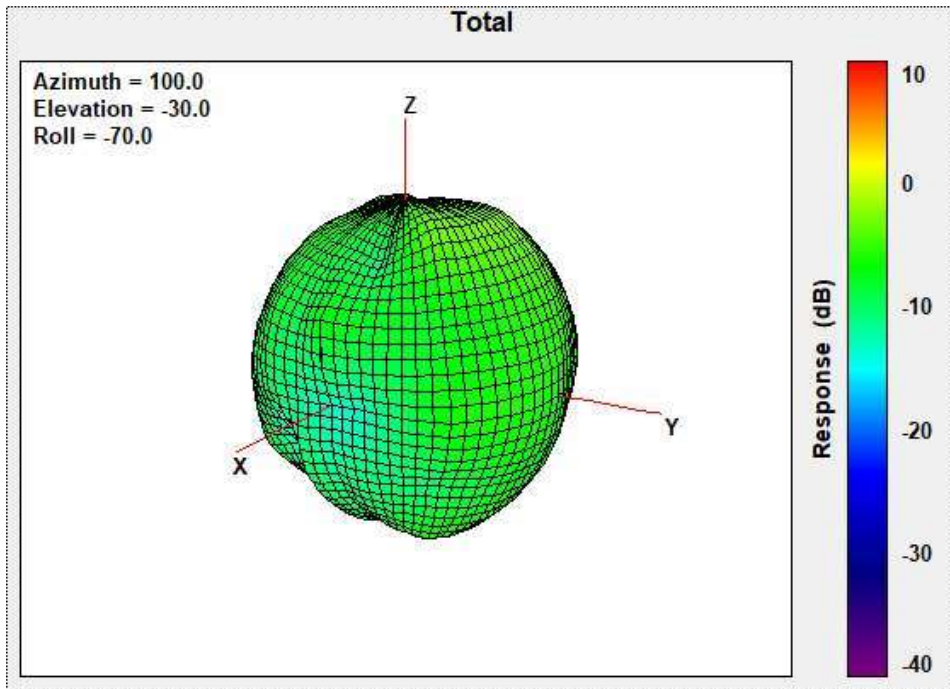 Total
Azimuth = 100.0
Elevation = -30.0
Roll = -70.0
Z
Y
X
10
0
-10
-20
-30
-40
Response (dB)